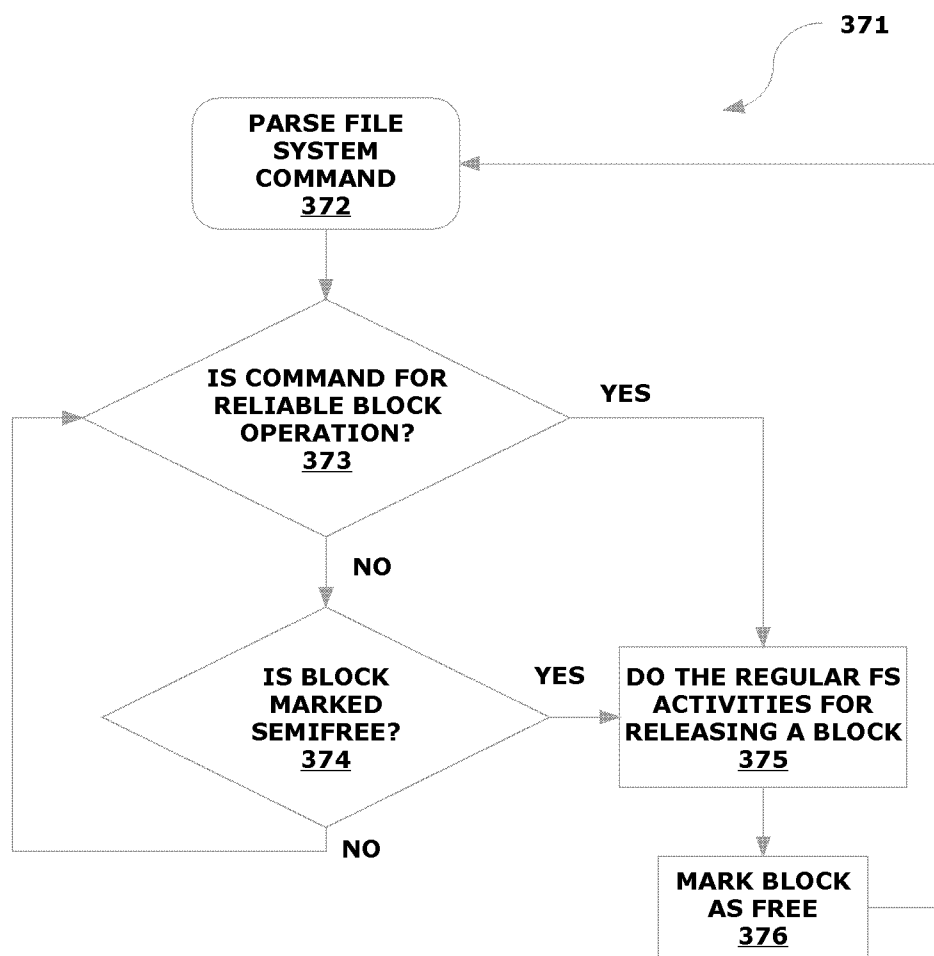 371
PARSE FILE
SYSTEM
COMMAND
372
IS COMMAND FOR
RELIABLE BLOCK
OPERATION?
373
YES
NO
IS BLOCK
MARKED
SEMIFREE?
374
YES
NO
DO THE REGULAR FS
ACTIVITIES FOR
RELEASING A BLOCK
375
MARK BLOCK
AS FREE
376